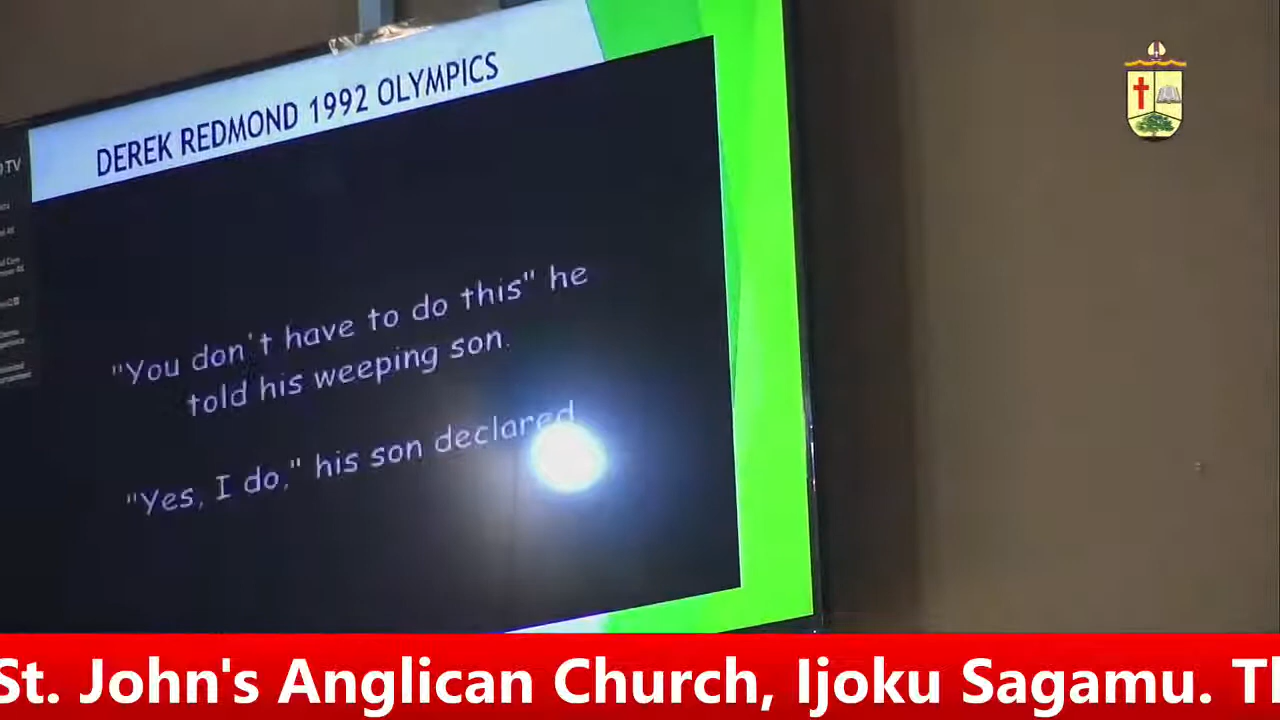 DEREK REDMOND 1992 OLYMPICS
"You don't have to do this" he
told his weeping son.
"Yes, I do," his son declared
St. John's Anglican Church, Ijoku Sagamu.